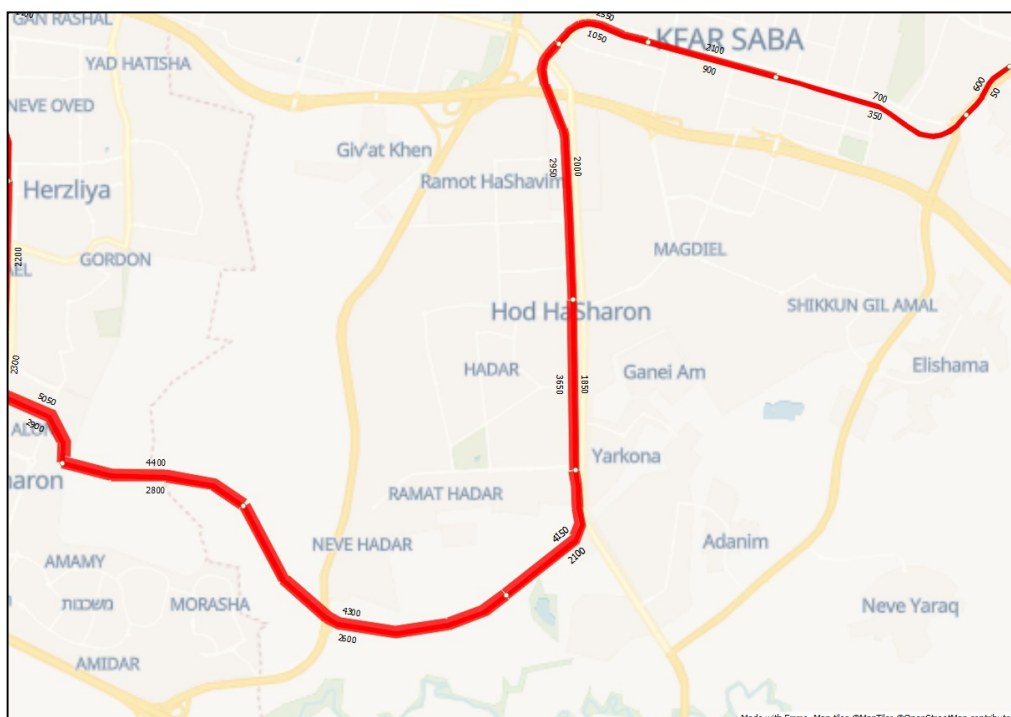 GAN RASHAL
2550
KFAR SABA
1050
2100
YAD HATISHA
900
600
50
NEVE OVED
700
350
Giv'at Khen
2950
2000
Ramot HaShavim
Herzliya
MAGDIEL
2200
GORDON
AEL
SHIKKUN GIL AMAL
Hod HaSharon
2300
HADAR
3650
1850
Ganei Am
Elishama
5050
2900
ALON
4400
Yarkona
haron
2800
RAMAT HADAR
4150
2100
NEVE HADAR
Adanim
AMAMY
משכנות
MORASHA
4300
2600
Neve Yaraq
AMIDAR